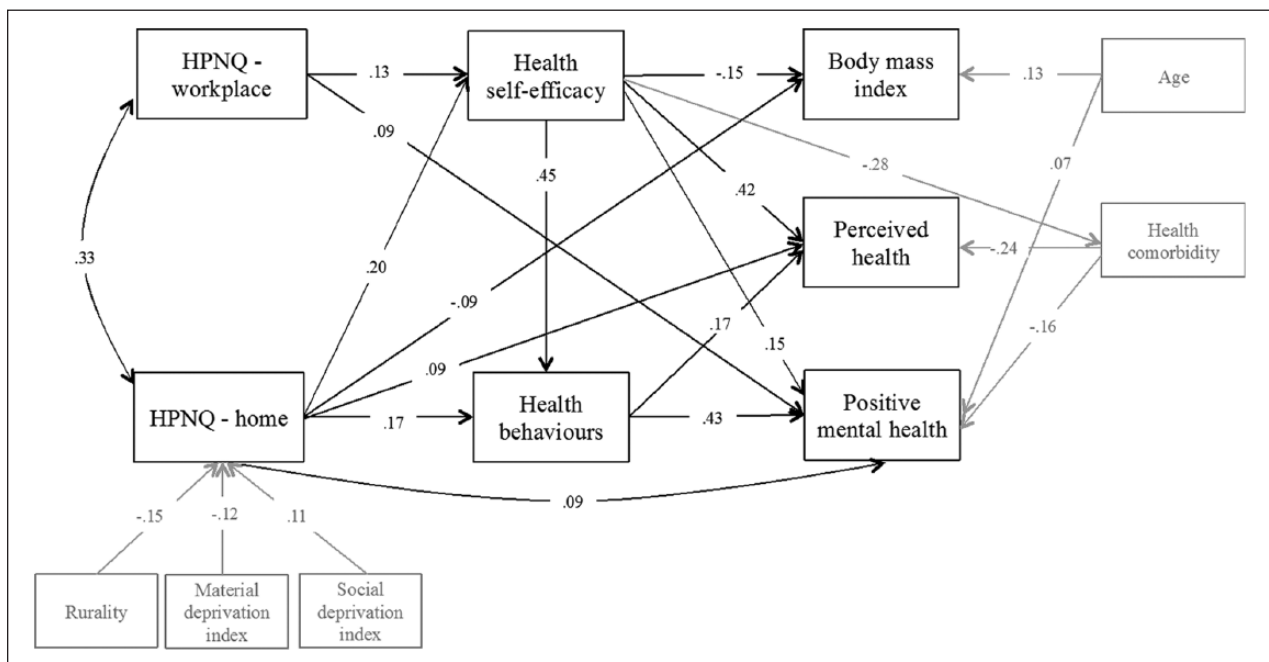 HPNQ -
workplace
.13
Health
self-efficacy
-.15
Body mass
index
.13
Age
.09
.07
-.28
.45
.42
.33
.20
Perceived
health
-.24
Health
comorbidity
-.09
.17
-.16
.09
.15
HPNQ - home
.17
Health
behaviours
.43
Positive
mental health
.09
-.15
-.12
.11
Rurality
Material
deprivation
index
Social
deprivation
index